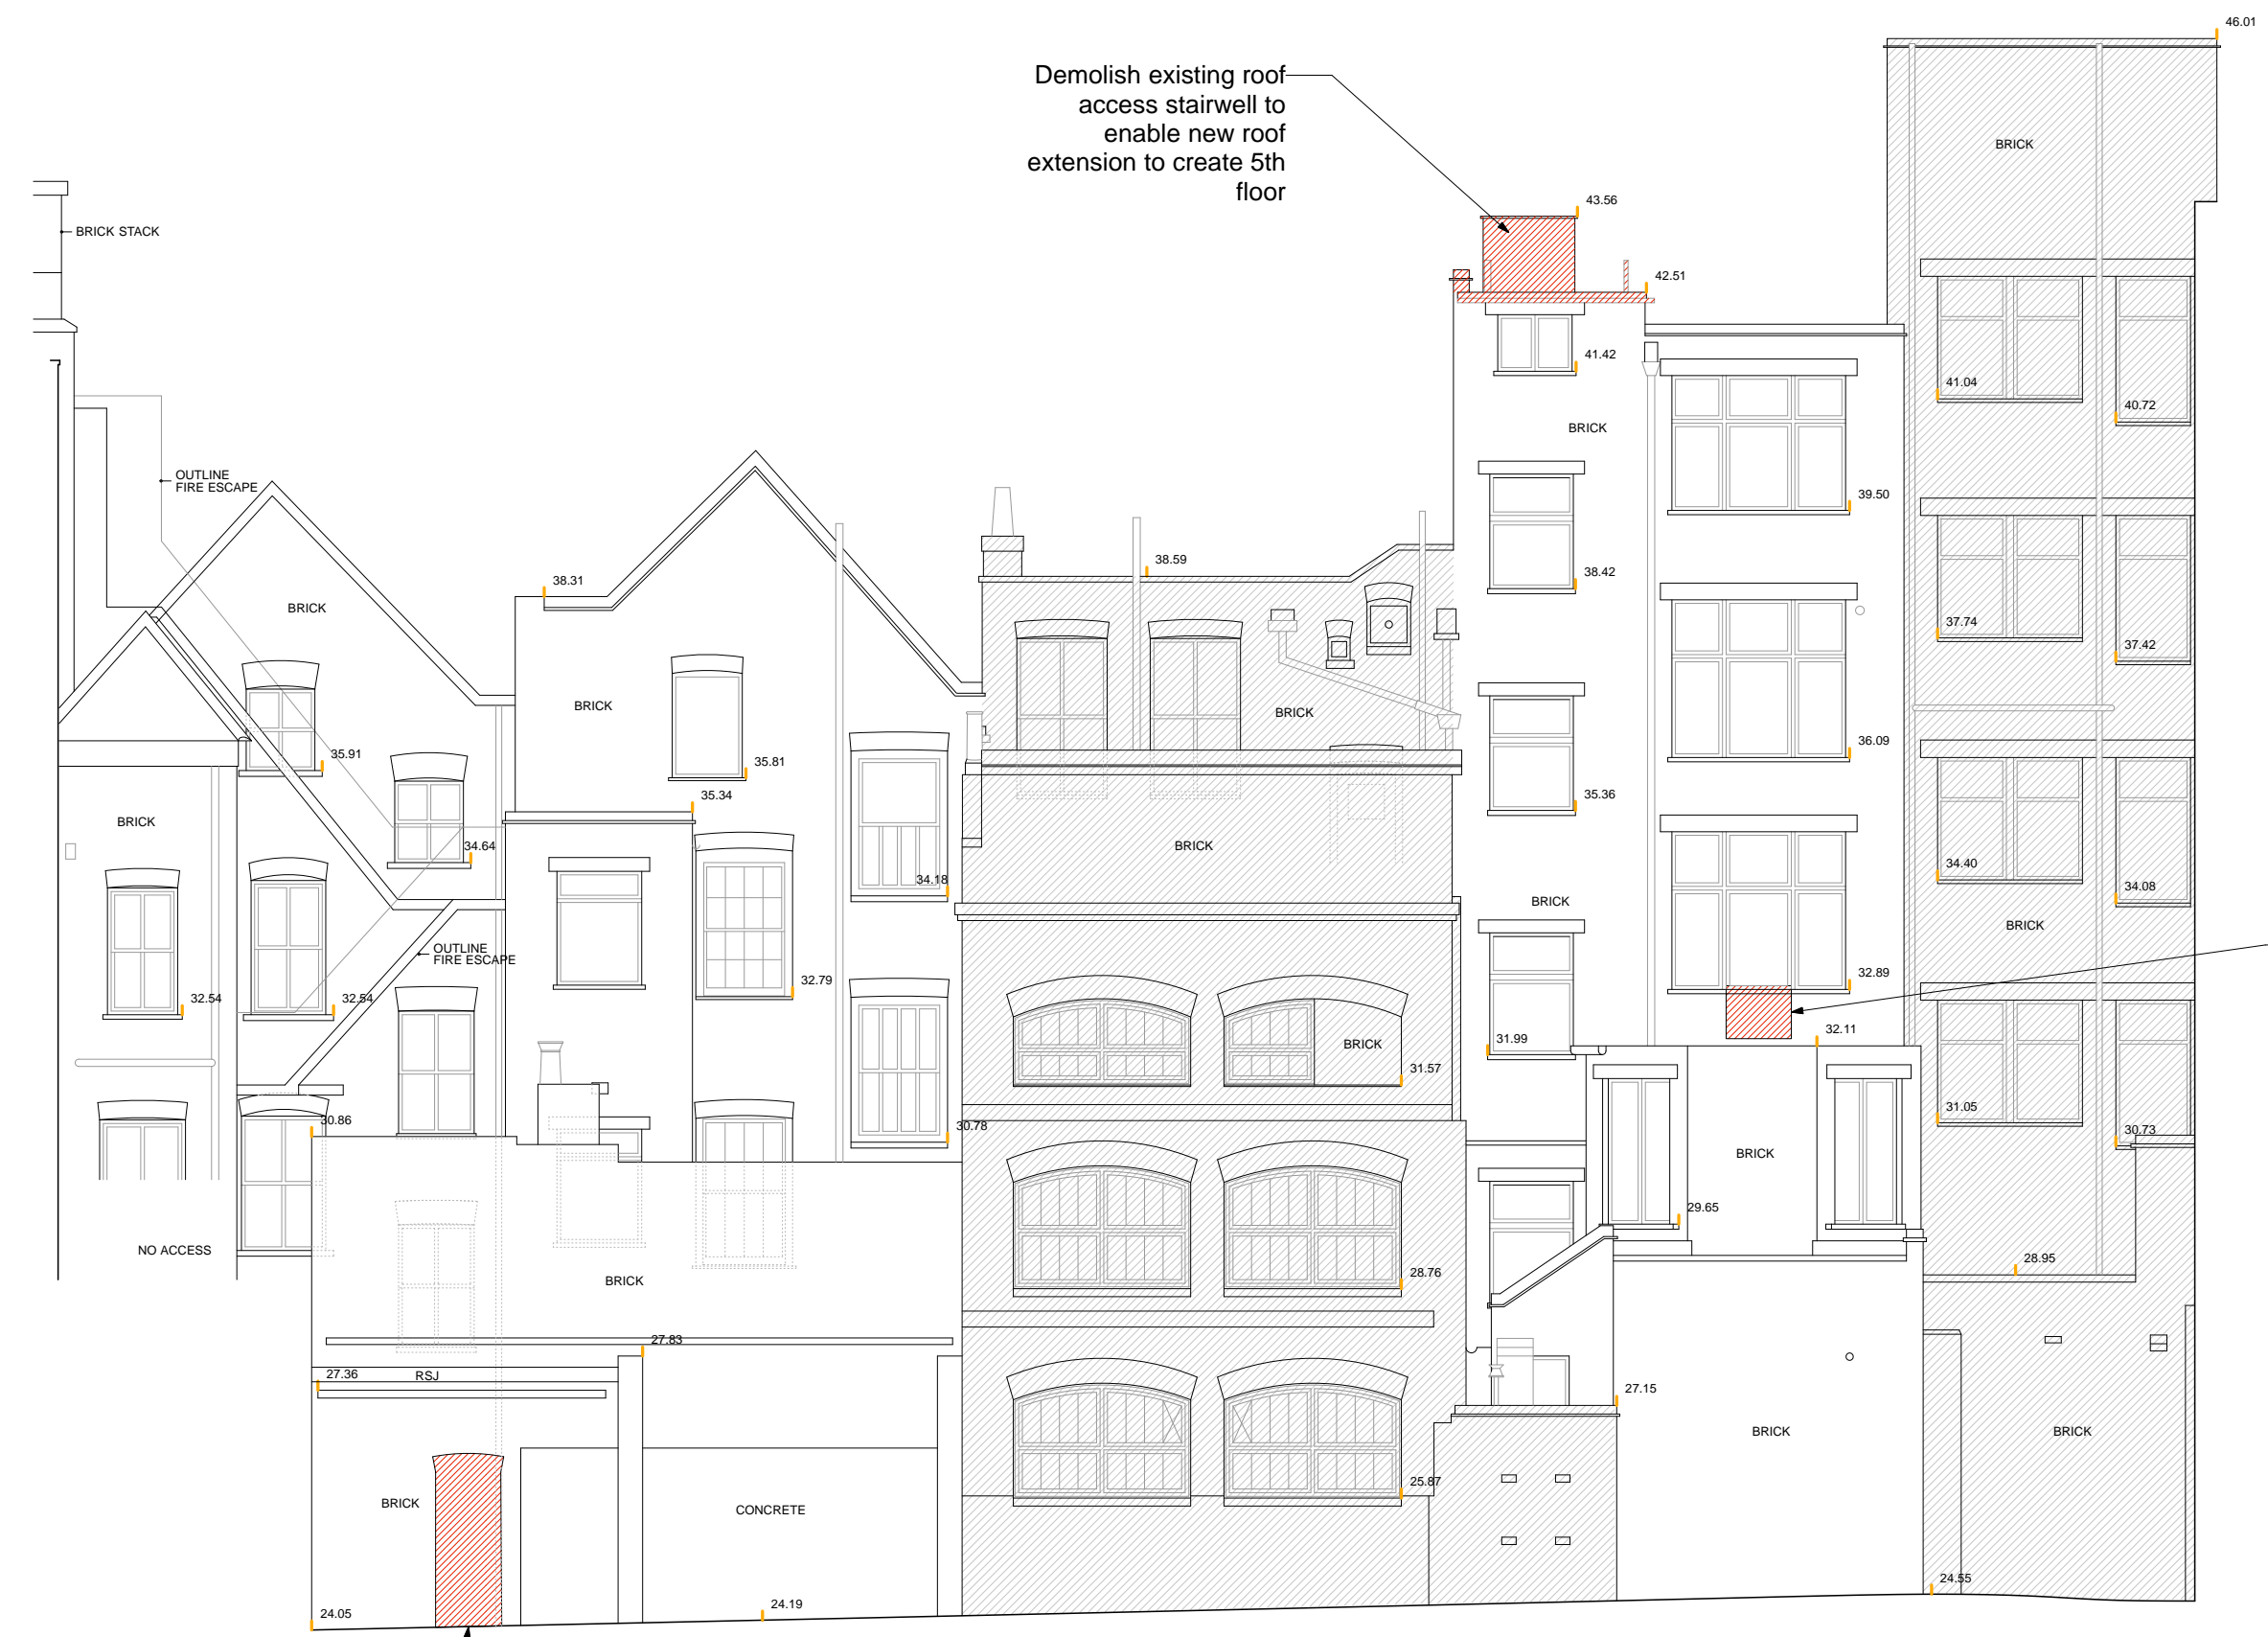 46.01
Demolish existing roof
access stairwell to
enable new roof
extension to create 5th
floor
BRICK
43.56
BRICK STACK
42.51
41.42
41.04
40.72
BRICK
OUTLINE
FIRE ESCAPE
39.50
38.59
38.42
38.31
BRICK
37.74
37.42
BRICK
BRICK
36.09
35.91
35.81
35.36
35.34
BRICK
BRICK
34.64
34.18
34.40
34.08
BRICK
BRICK
OUTLINE
FIRE ESCAPE
32.79
32.89
32.54
32.54
32.11
31.99
BRICK
31.57
31.05
30.86
30.78
30.73
BRICK
29.65
NO ACCESS
28.95
BRICK
28.76
27.83
27.36
RSJ
27.15
BRICK
BRICK
25.87
BRICK
CONCRETE
24.55
24.19
24.05